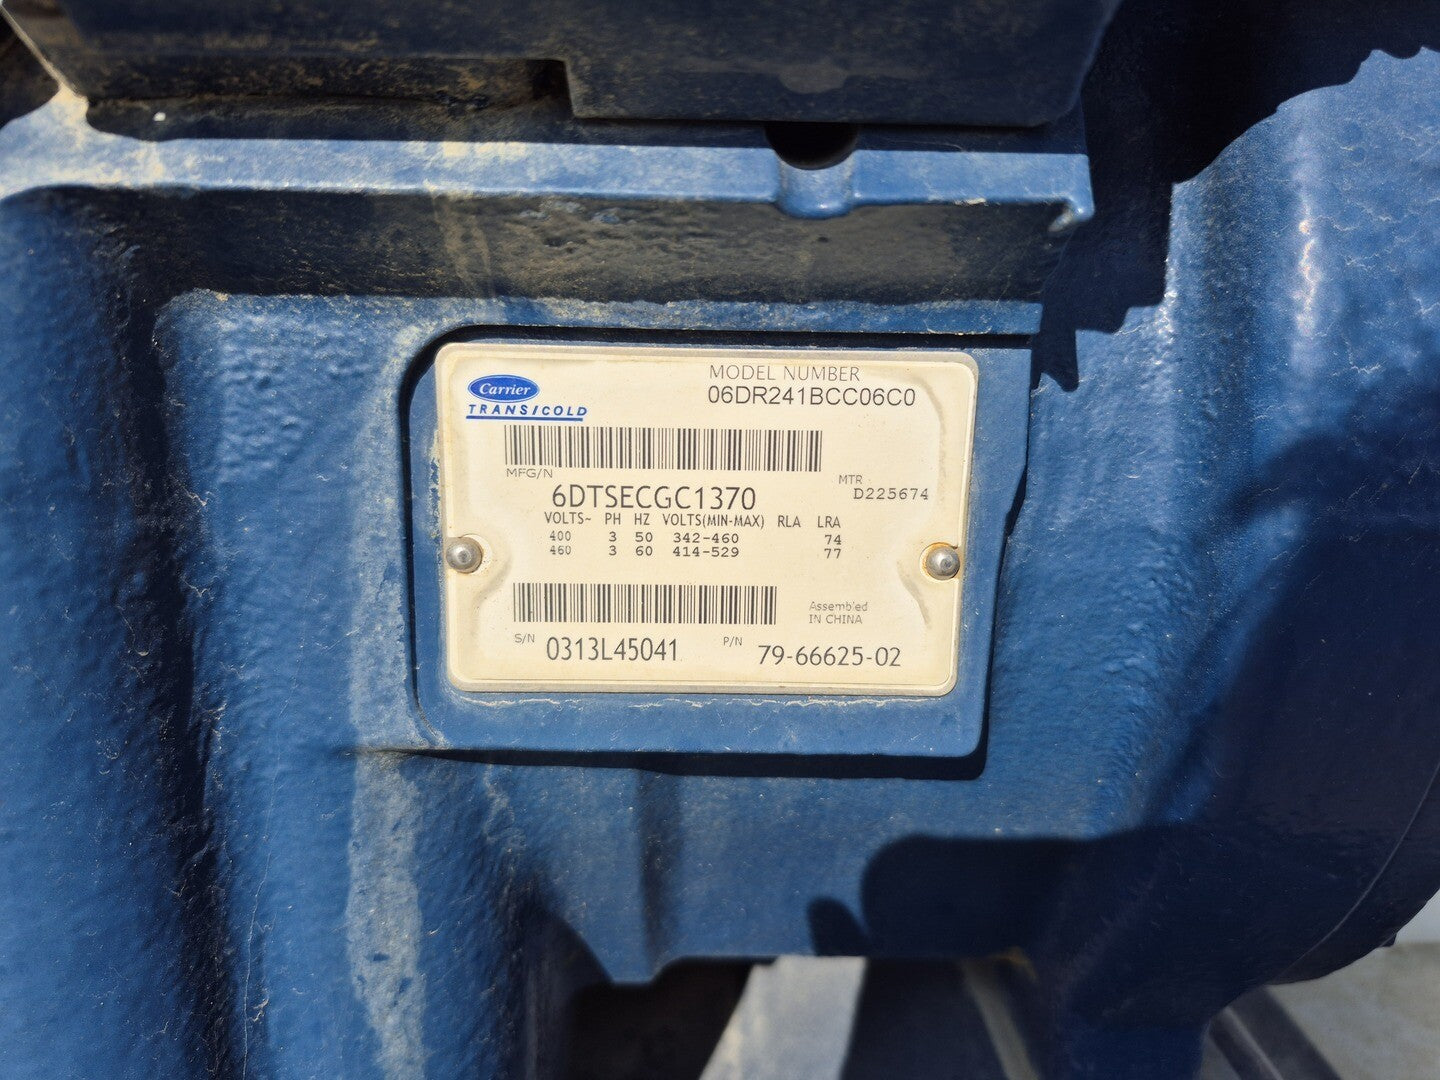 Carrier
TRANSICOLD
MODEL NUMBER
06DR241BCC06C0
MFG/N
6DTSECGC1370
MTR
D225674
VOLTS~ PH HZ VOLTS(MIN-MAX) RLA LRA
400 3 50 342-460 74
460 3 60 414-529 77
Assembled
IN CHINA
S/N 0313L45041 P/N 79-66625-02